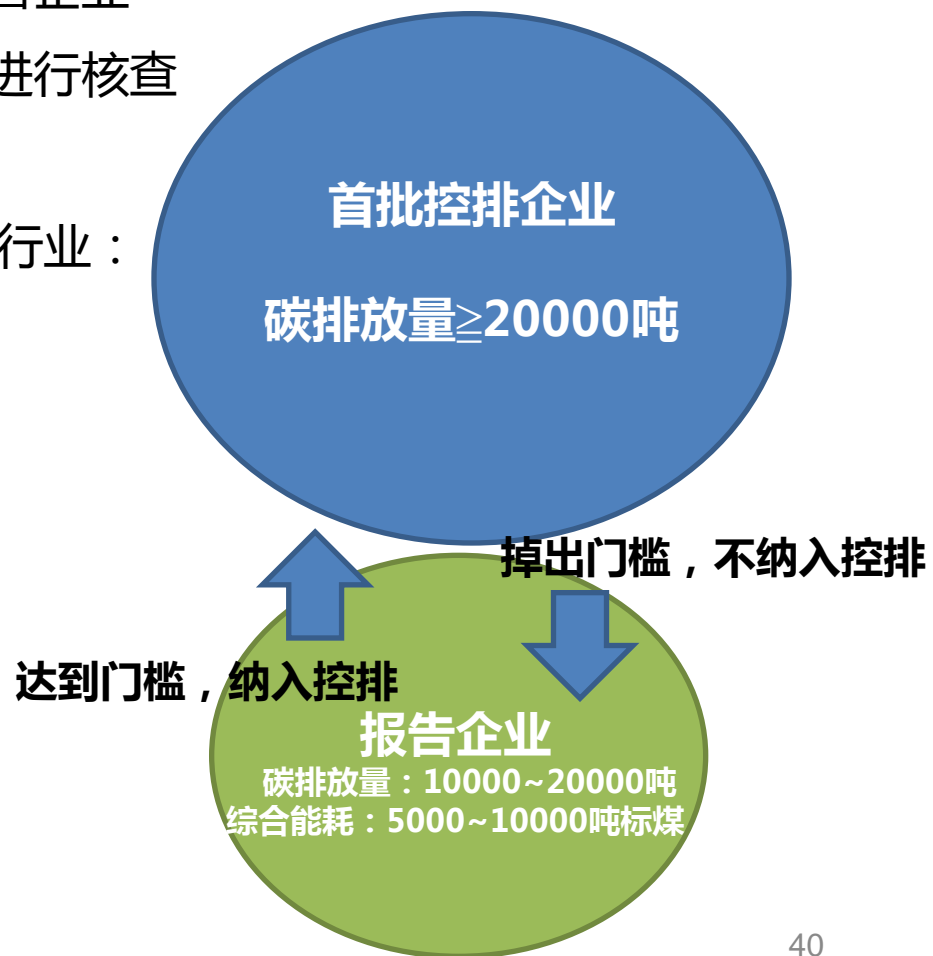 告企业
进行核查
行业：
首批控排企业
碳排放量≧20000吨
掉出门槛，不纳入控排
达到门槛，纳入控排
报告企业
碳排放量：10000~20000吨
综合能耗：5000~10000吨标煤
40